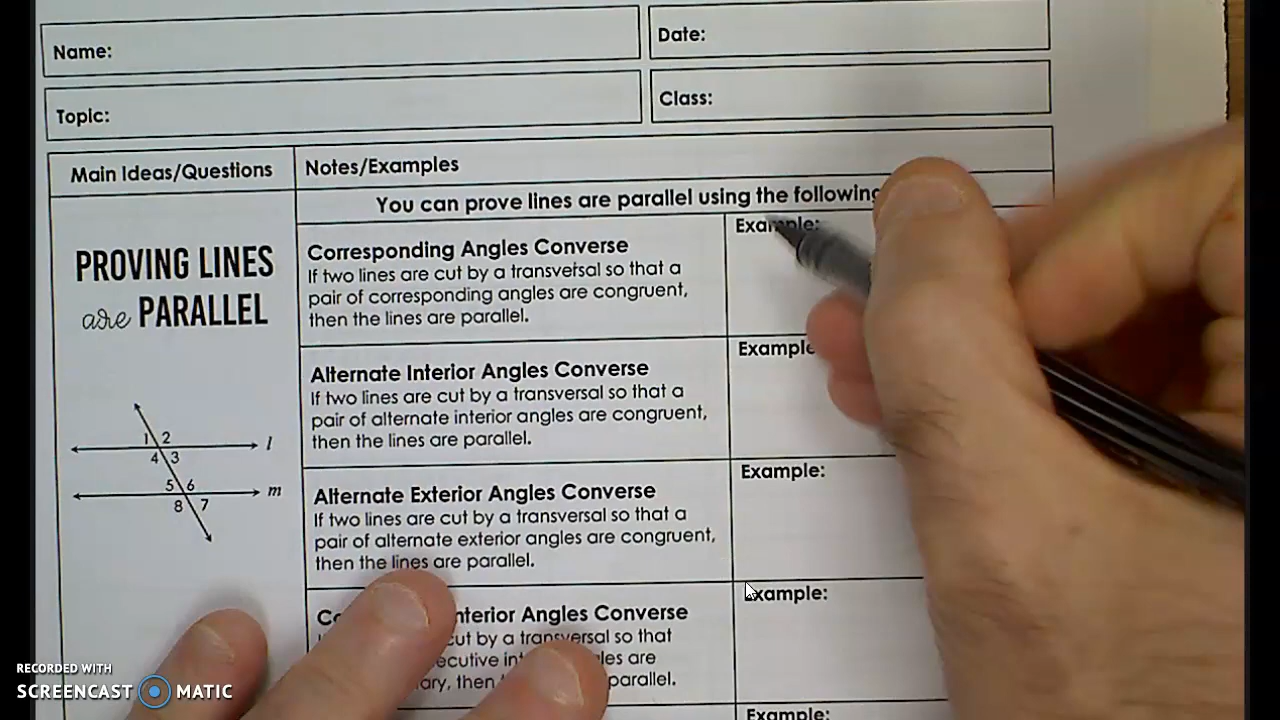 Name:
Date:
Topic:
Class:
Main Ideas/Questions
Notes/Examples
You can prove lines are parallel using the following
PROVING LINES
are PARALLEL
Corresponding Angles Converse
If two lines are cut by a transversal so that a
pair of corresponding angles are congruent,
then the lines are parallel.
Example:
Alternate Interior Angles Converse
If two lines are cut by a transversal so that a
pair of alternate interior angles are congruent,
then the lines are parallel.
Example
1 2
4 3
l
5 6
8 7
m
Alternate Exterior Angles Converse
If two lines are cut by a transversal so that a
pair of alternate exterior angles are congruent,
then the lines are parallel.
Example:
Interior Angles Converse
cut by a transversal so that
are
then parallel.
Example:
Example:
RECORDED WITH
SCREENCAST MATIC